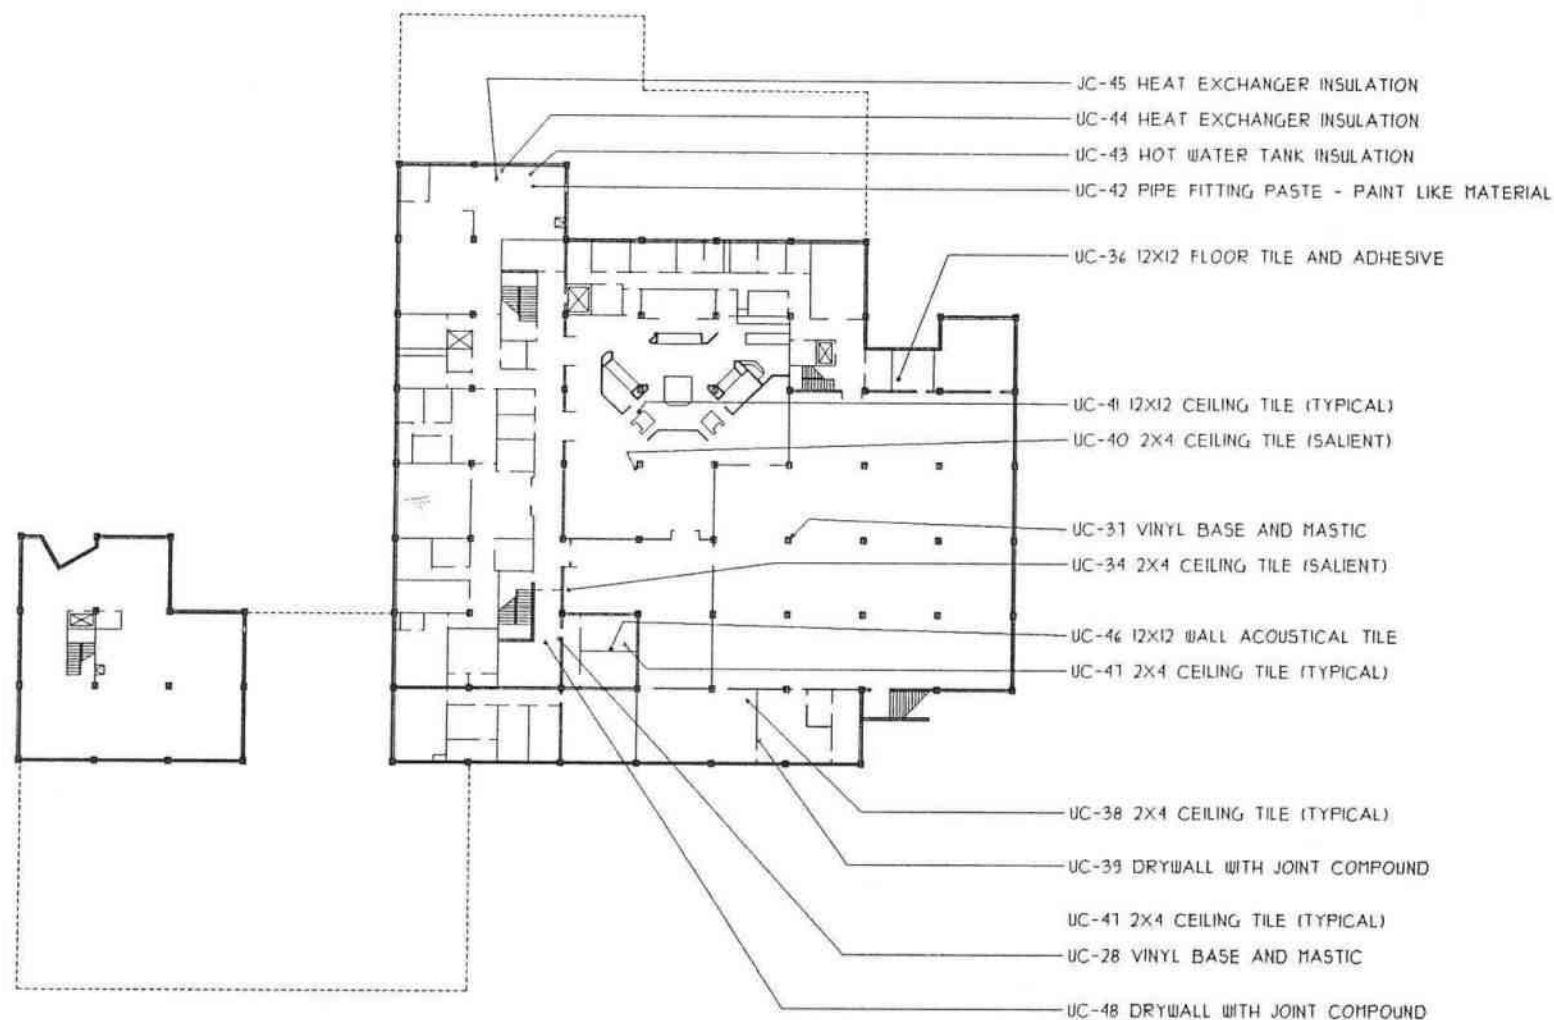 JC-45 HEAT EXCHANGER INSULATION
UC-44 HEAT EXCHANGER INSULATION
UC-43 HOT WATER TANK INSULATION
UC-42 PIPE FITTING PASTE - PAINT LIKE MATERIAL
UC-36 12X12 FLOOR TILE AND ADHESIVE
UC-41 12X12 CEILING TILE (TYPICAL)
UC-40 2X4 CEILING TILE (SALIENT)
UC-37 VINYL BASE AND MASTIC
UC-34 2X4 CEILING TILE (SALIENT)
UC-46 12X12 WALL ACOUSTICAL TILE
UC-47 2X4 CEILING TILE (TYPICAL)
UC-38 2X4 CEILING TILE (TYPICAL)
UC-39 DRYWALL WITH JOINT COMPOUND
UC-47 2X4 CEILING TILE (TYPICAL)
UC-28 VINYL BASE AND MASTIC
UC-48 DRYWALL WITH JOINT COMPOUND